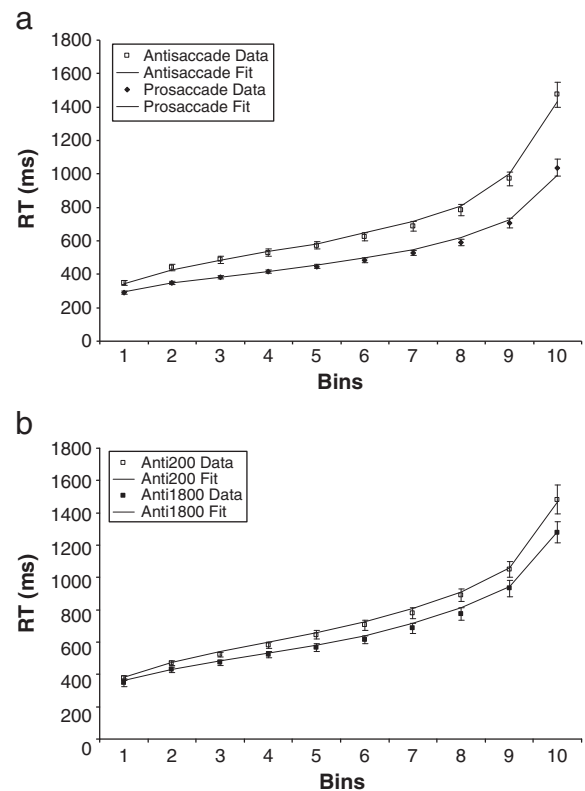 a
1800
1600
1400
1200
1000
800
600
400
200
0
RT (ms)
Antisaccade Data
Antisaccade Fit
Prosaccade Data
Prosaccade Fit
1 2 3 4 5 6 7 8 9 10
Bins
b
1800
1600
1400
1200
1000
800
600
400
200
0
RT (ms)
Anti200 Data
Anti200 Fit
Anti1800 Data
Anti1800 Fit
1 2 3 4 5 6 7 8 9 10
Bins